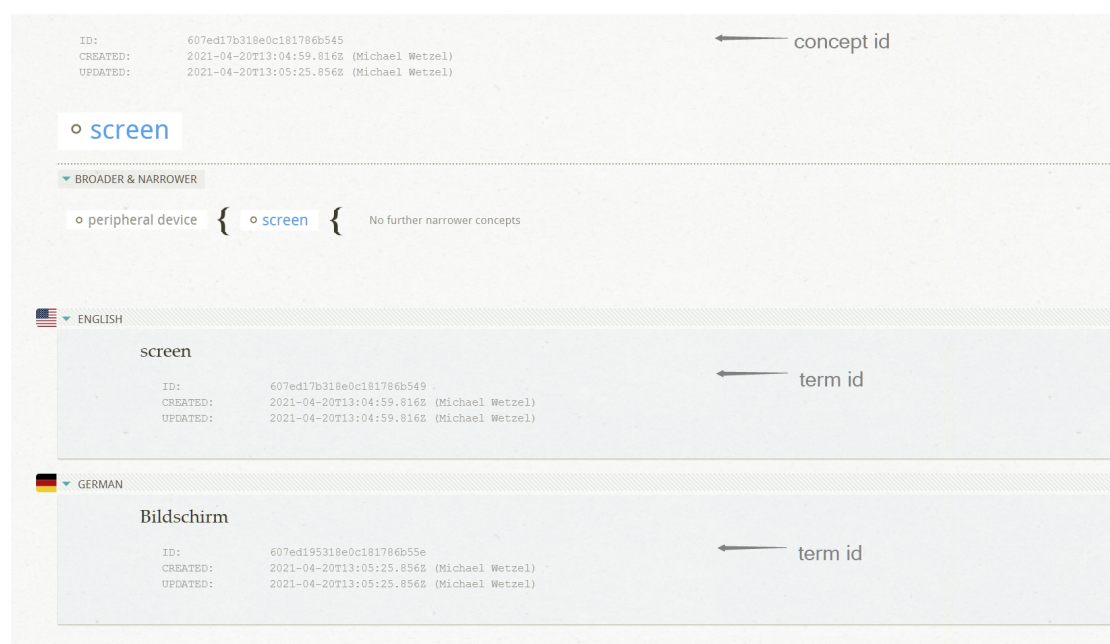 ID: 607ed17b318e0c181786b545
concept id
CREATED: 2021-04-20T13:04:59.816Z (Michael Wetzel)
UPDATED: 2021-04-20T13:05:25.856Z (Michael Wetzel)
screen
BROADER & NARROWER
peripheral device { screen { No further narrower concepts
ENGLISH
screen
term id
ID: 607ed17b318e0c181786b549
CREATED: 2021-04-20T13:04:59.816Z (Michael Wetzel)
UPDATED: 2021-04-20T13:04:59.816Z (Michael Wetzel)
GERMAN
Bildschirm
ID: 607ed195318e0c181786b55e
term id
CREATED: 2021-04-20T13:05:25.856Z (Michael Wetzel)
UPDATED: 2021-04-20T13:05:25.856Z (Michael Wetzel)